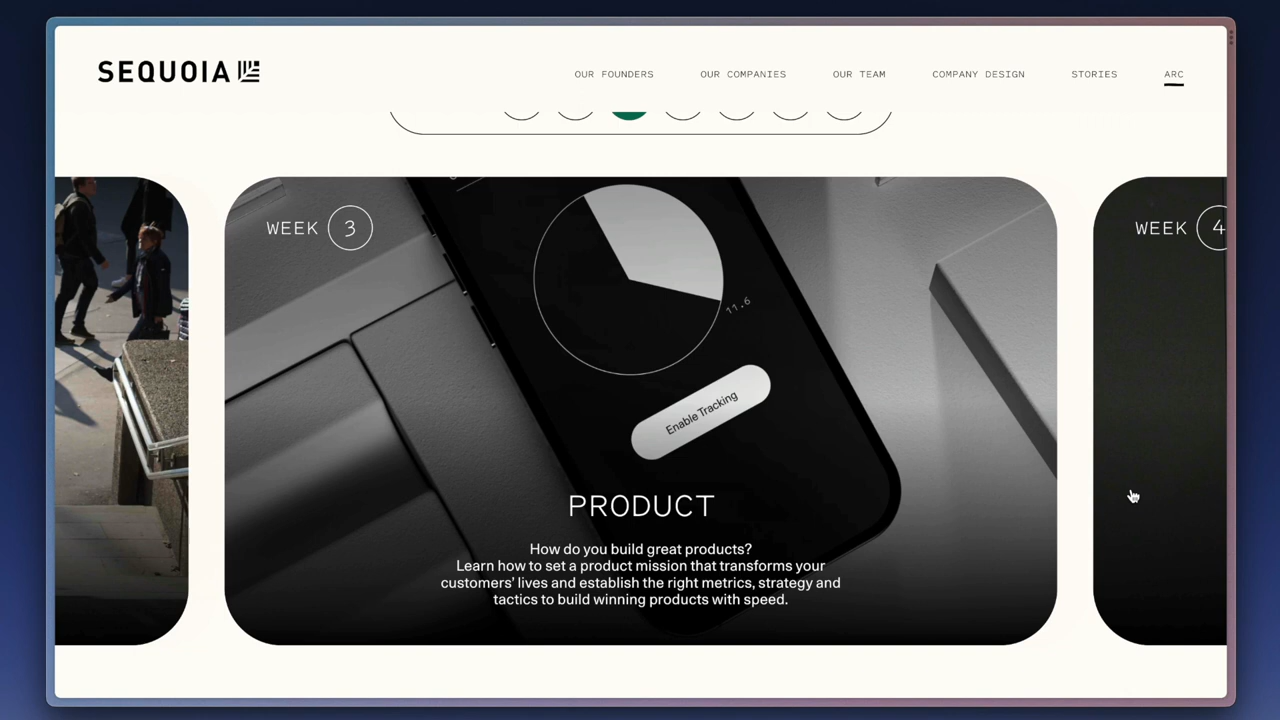 SEQUOIA
OUR FOUNDERS
OUR COMPANIES
OUR TEAM
COMPANY DESIGN
STORIES
ARC
WEEK 3
11.6
Enable Tracking
PRODUCT
How do you build great products?
Learn how to set a product mission that transforms your
customers' lives and establish the right metrics, strategy and
tactics to build winning products with speed.
WEEK 4